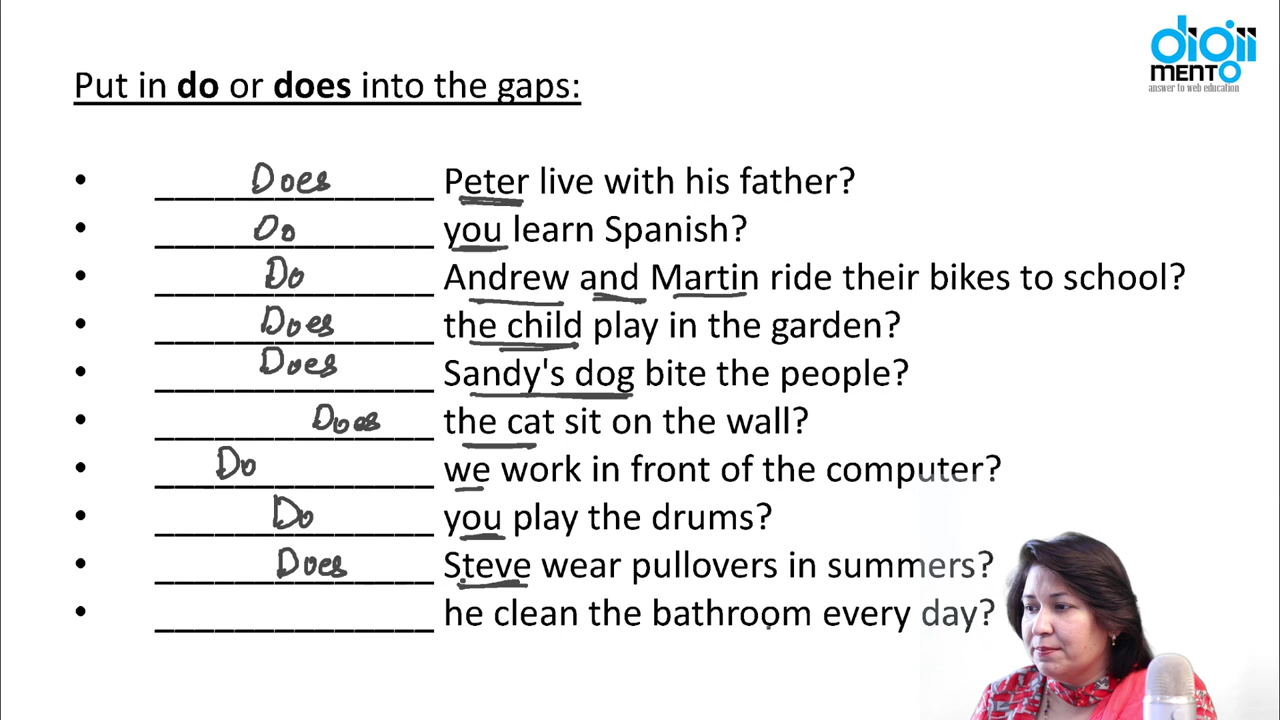 digii
MENTO
answer to web education
Put in do or does into the gaps:
• Does Peter live with his father?
• Do you learn Spanish?
• Do Andrew and Martin ride their bikes to school?
• Does the child play in the garden?
• Does Sandy's dog bite the people?
• Does the cat sit on the wall?
• Do we work in front of the computer?
• Do you play the drums?
• Does Steve wear pullovers in summers?
• ______________ he clean the bathroom every day?